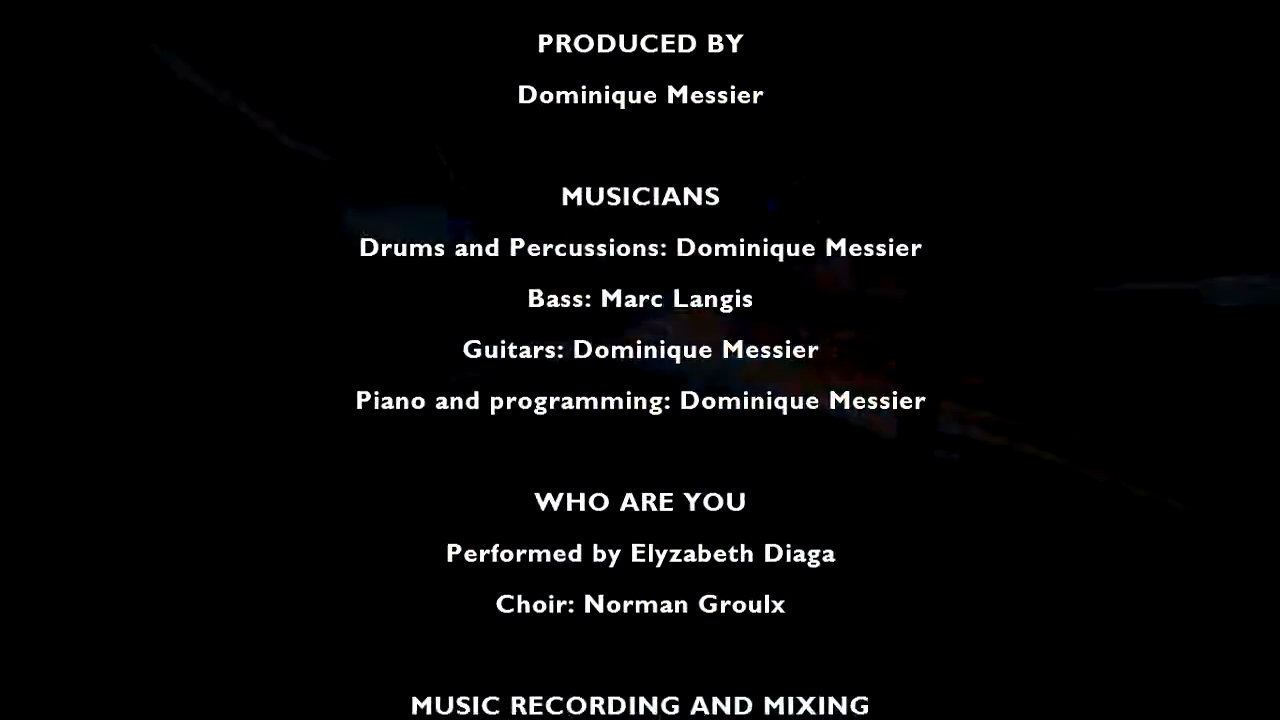 PRODUCED BY
Dominique Messier
MUSICIANS
Drums and Percussions: Dominique Messier
Bass: Marc Langis
Guitars: Dominique Messier
Piano and programming: Dominique Messier
WHO ARE YOU
Performed by Elyzabeth Diaga
Choir: Norman Groulx
MUSIC RECORDING AND MIXING